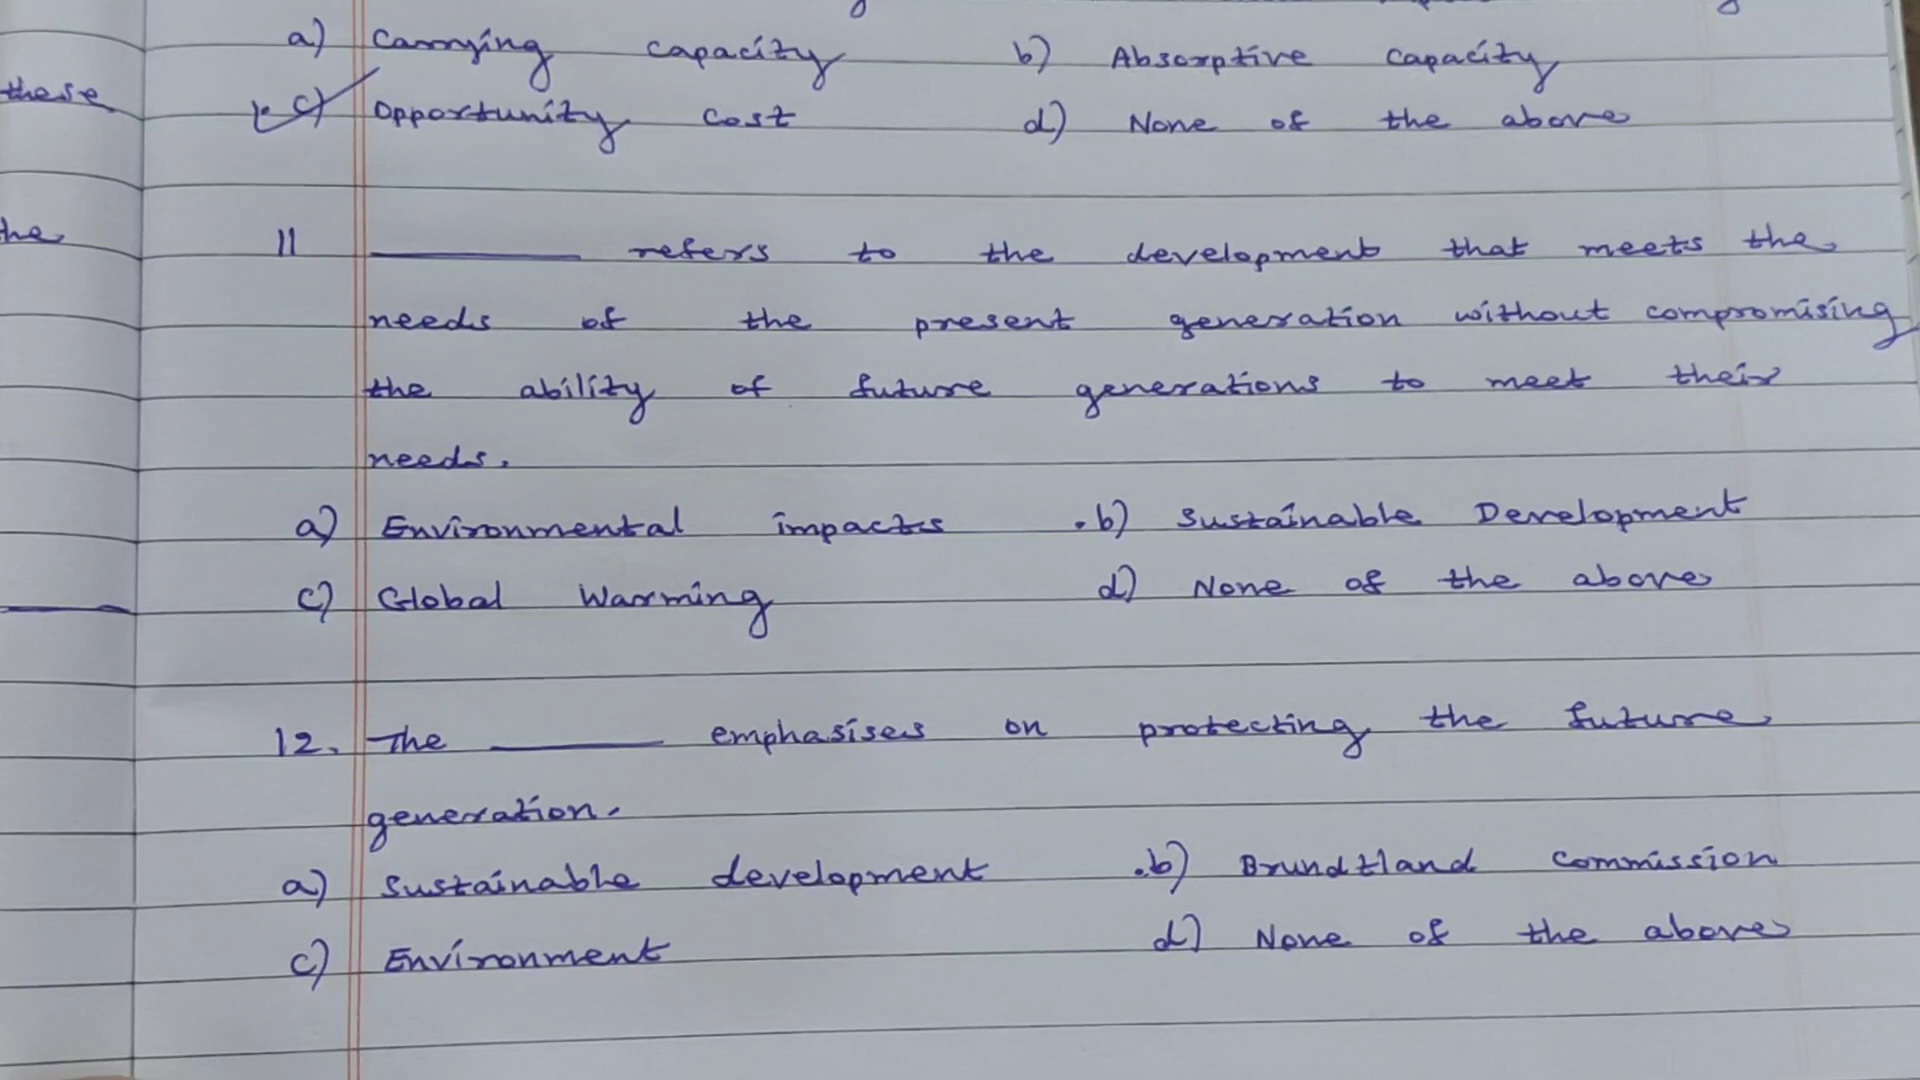 a) Carrying capacity b) Absorptive capacity
these c) Opportunity cost d) None of the above
he 11 ______ refers to the development that meets the
needs of the present generation without compromising
the ability of future generations to meet their
needs.
a) Environmental impacts .b) Sustainable Development
c) Global Warming d) None of the above
12. The ______ emphasises on protecting the future
generation.
a) Sustainable development .b) Brundtland Commission
c) Environment d) None of the above